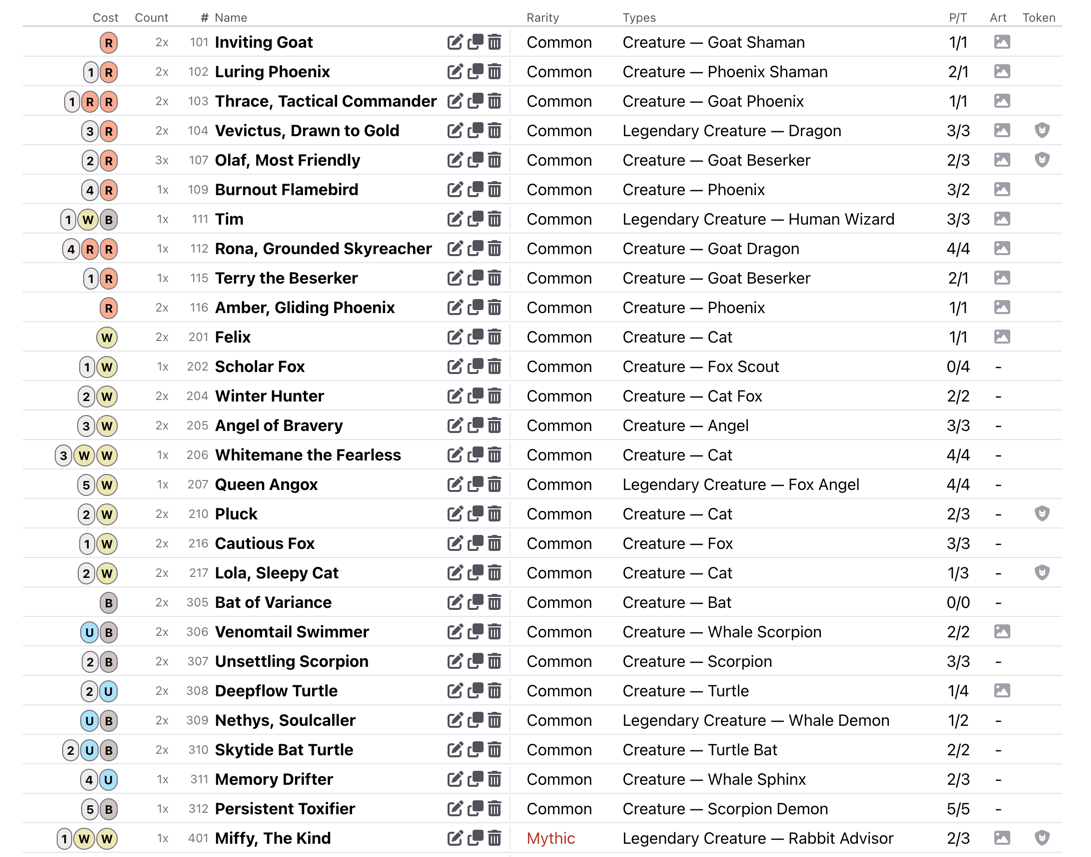 Cost Count # Name Rarity Types P/T Art Token
R 2x 101 Inviting Goat Common Creature — Goat Shaman 1/1
1 R 2x 102 Luring Phoenix Common Creature — Phoenix Shaman 2/1
1 R R 2x 103 Thrace, Tactical Commander Common Creature — Goat Phoenix 1/1
3 R 2x 104 Vevictus, Drawn to Gold Common Legendary Creature — Dragon 3/3
2 R 3x 107 Olaf, Most Friendly Common Creature — Goat Beserker 2/3
4 R 1x 109 Burnout Flamebird Common Creature — Phoenix 3/2
1 W B 1x 111 Tim Common Legendary Creature — Human Wizard 3/3
4 R R 1x 112 Rona, Grounded Skyreacher Common Creature — Goat Dragon 4/4
1 R 1x 115 Terry the Beserker Common Creature — Goat Beserker 2/1
R 2x 116 Amber, Gliding Phoenix Common Creature — Phoenix 1/1
W 2x 201 Felix Common Creature — Cat 1/1
1 W 1x 202 Scholar Fox Common Creature — Fox Scout 0/4 -
2 W 2x 204 Winter Hunter Common Creature — Cat Fox 2/2 -
3 W 2x 205 Angel of Bravery Common Creature — Angel 3/3 -
3 W W 1x 206 Whitemane the Fearless Common Creature — Cat 4/4 -
5 W 1x 207 Queen Angox Common Legendary Creature — Fox Angel 4/4 -
2 W 2x 210 Pluck Common Creature — Cat 2/3 -
1 W 2x 216 Cautious Fox Common Creature — Fox 3/3 -
2 W 2x 217 Lola, Sleepy Cat Common Creature — Cat 1/3 -
B 2x 305 Bat of Variance Common Creature — Bat 0/0 -
U B 2x 306 Venomtail Swimmer Common Creature — Whale Scorpion 2/2
2 B 2x 307 Unsettling Scorpion Common Creature — Scorpion 3/3 -
2 U 2x 308 Deepflow Turtle Common Creature — Turtle 1/4
U B 2x 309 Nethys, Soulcaller Common Legendary Creature — Whale Demon 1/2 -
2 U B 2x 310 Skytide Bat Turtle Common Creature — Turtle Bat 2/2 -
4 U 1x 311 Memory Drifter Common Creature — Whale Sphinx 2/3 -
5 B 1x 312 Persistent Toxifier Common Creature — Scorpion Demon 5/5 -
1 W W 1x 401 Miffy, The Kind Mythic Legendary Creature — Rabbit Advisor 2/3